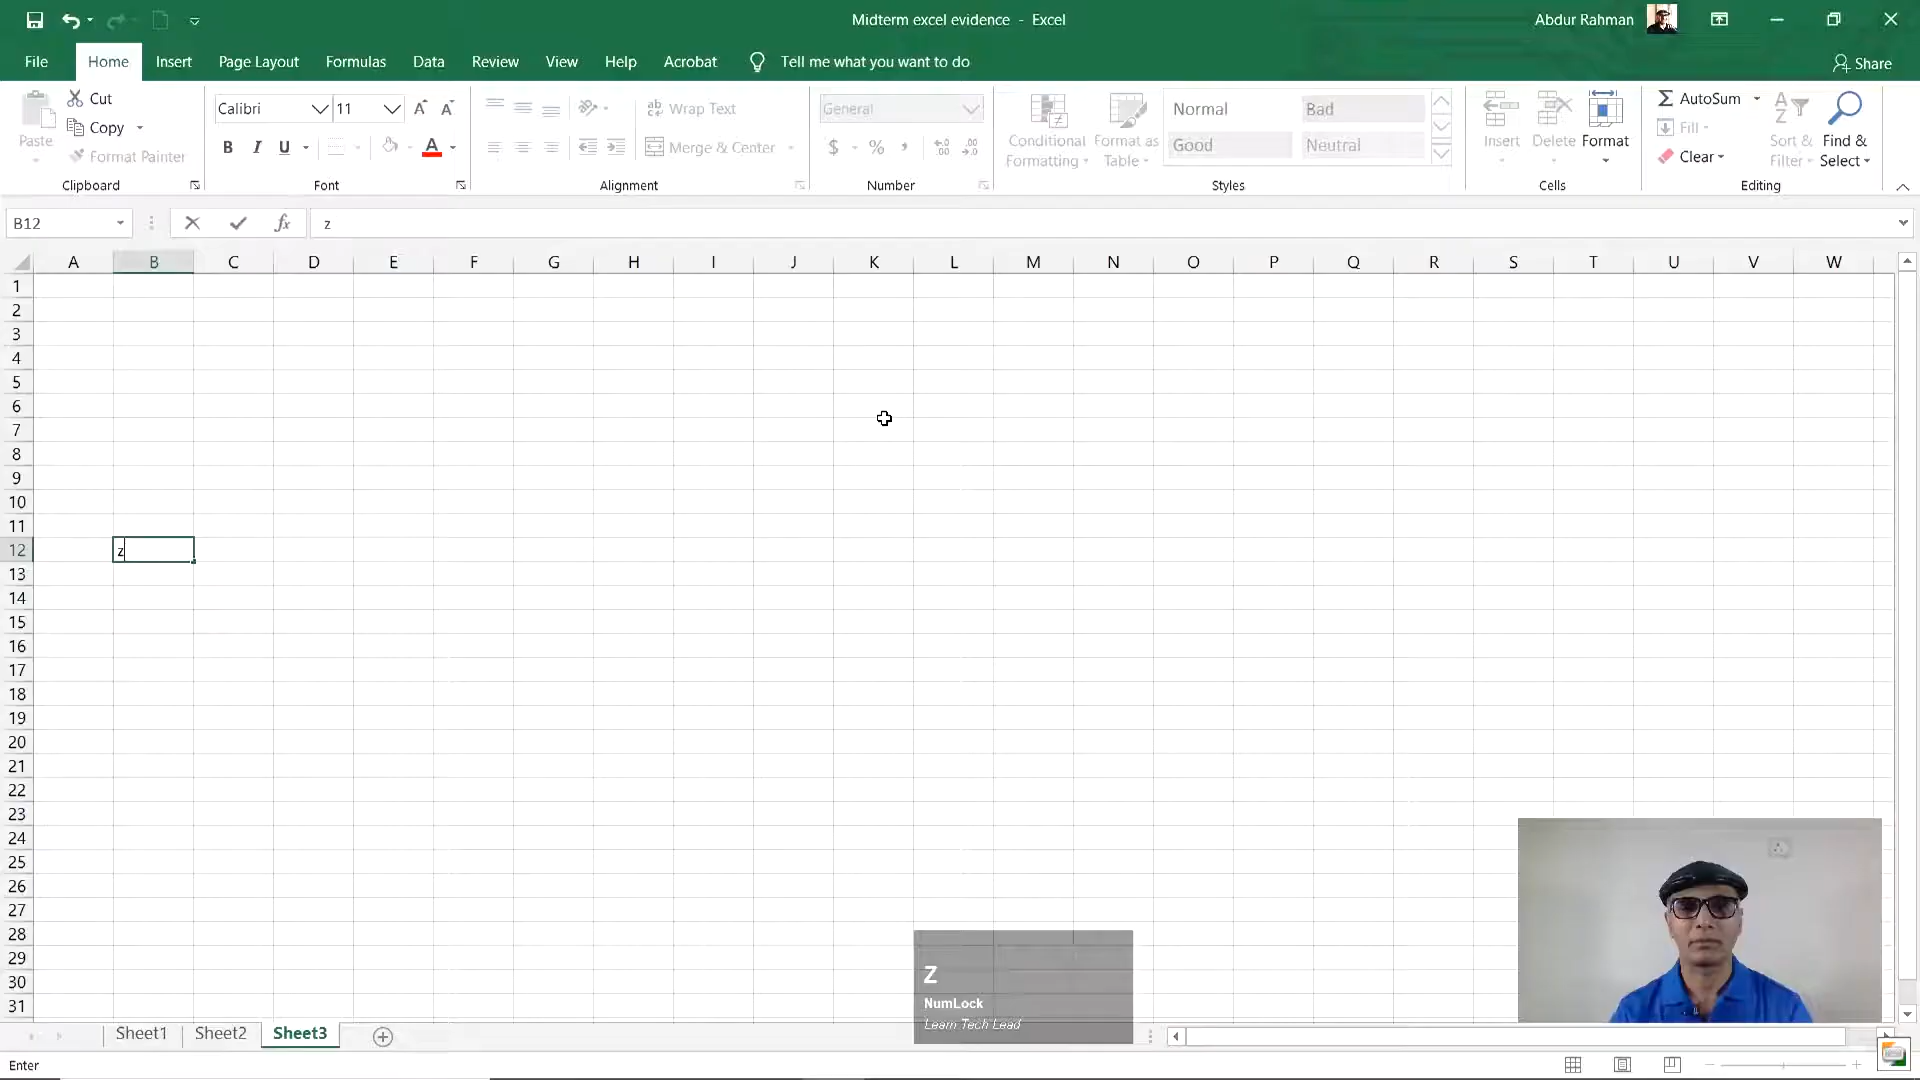 Midterm excel evidence - Excel
Abdur Rahman
File Home Insert Page Layout Formulas Data Review View Help Acrobat Tell me what you want to do Share
Paste
Cut
Copy
Format Painter
Clipboard
Calibri 11 A A
B I U A
Font
ab Wrap Text
Merge & Center
Alignment
General
$ % ,
Number
Conditional
Formatting
Format as
Table
Normal Bad
Good Neutral
Styles
Insert Delete Format
Cells
AutoSum
Fill
Clear
Sort &
Filter
Find &
Select
Editing
B12 fx z
A B C D E F G H I J K L M N O P Q R S T U V W
1
2
3
4
5
6
7
8
9
10
11
12 z
13
14
15
16
17
18
19
20
21
22
23
24
25
26
27
28
29
30
31
Z
NumLock
Learn Tech Lead
Sheet1 Sheet2 Sheet3
Enter